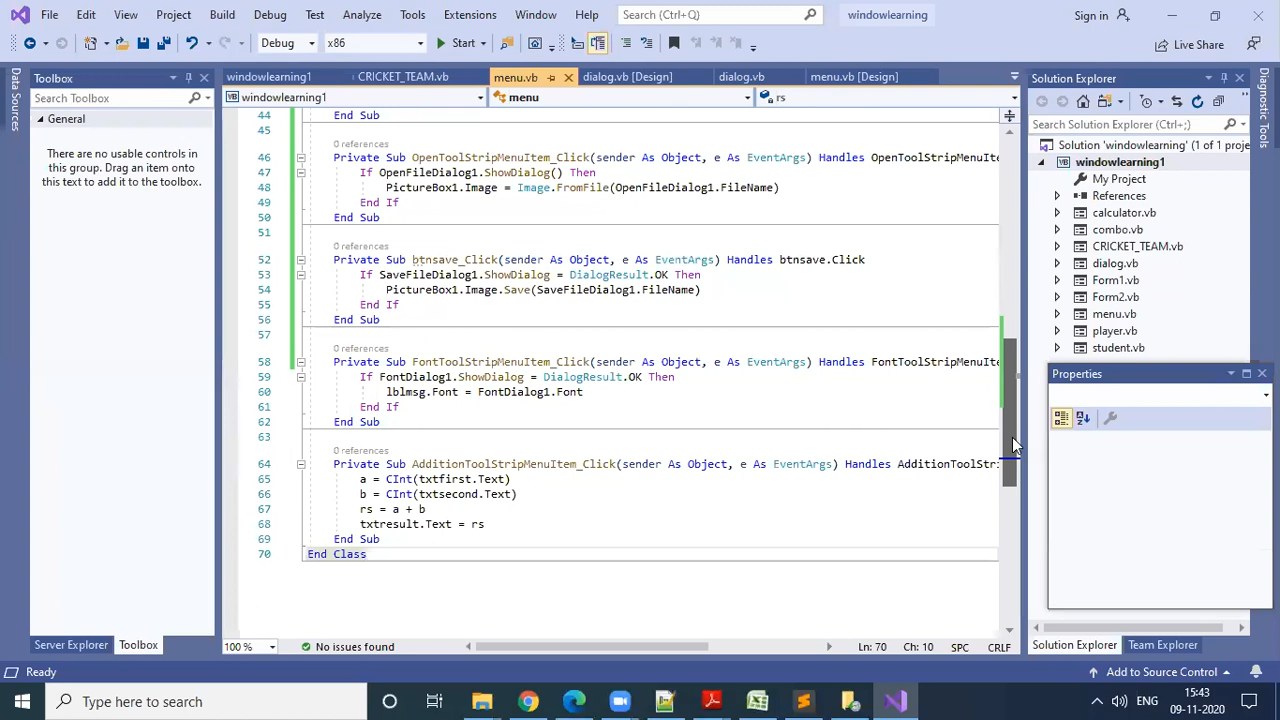 File Edit View Project Build Debug Test Analyze Tools Extensions Window Help Search (Ctrl+Q) windowlearning Sign in
Debug x86 Start Live Share
Data Sources
Toolbox
Search Toolbox
General
There are no usable controls in
this group. Drag an item onto
this text to add it to the toolbox.
Server Explorer Toolbox
windowlearning1 CRICKET_TEAM.vb menu.vb dialog.vb [Design] dialog.vb menu.vb [Design]
windowlearning1 menu rs
44 End Sub
45
0 references
46 Private Sub OpenToolStripMenuItem_Click(sender As Object, e As EventArgs) Handles OpenToolStripMenuIte
47 If OpenFileDialog1.ShowDialog() Then
48 PictureBox1.Image = Image.FromFile(OpenFileDialog1.FileName)
49 End If
50 End Sub
51
0 references
52 Private Sub btnsave_Click(sender As Object, e As EventArgs) Handles btnsave.Click
53 If SaveFileDialog1.ShowDialog = DialogResult.OK Then
54 PictureBox1.Image.Save(SaveFileDialog1.FileName)
55 End If
56 End Sub
57
0 references
58 Private Sub FontToolStripMenuItem_Click(sender As Object, e As EventArgs) Handles FontToolStripMenuIte
59 If FontDialog1.ShowDialog = DialogResult.OK Then
60 lblmsg.Font = FontDialog1.Font
61 End If
62 End Sub
63
0 references
64 Private Sub AdditionToolStripMenuItem_Click(sender As Object, e As EventArgs) Handles AdditionToolStri
65 a = CInt(txtfirst.Text)
66 b = CInt(txtsecond.Text)
67 rs = a + b
68 txtresult.Text = rs
69 End Sub
70 End Class
100 % No issues found Ln: 70 Ch: 10 SPC CRLF
Solution Explorer
Search Solution Explorer (Ctrl+;)
Solution 'windowlearning' (1 of 1 proje
windowlearning1
My Project
References
calculator.vb
combo.vb
CRICKET_TEAM.vb
dialog.vb
Form1.vb
Form2.vb
menu.vb
player.vb
student.vb
Properties
Solution Explorer Team Explorer
Diagnostic Tools
Ready Add to Source Control
Type here to search ENG 15:43
09-11-2020